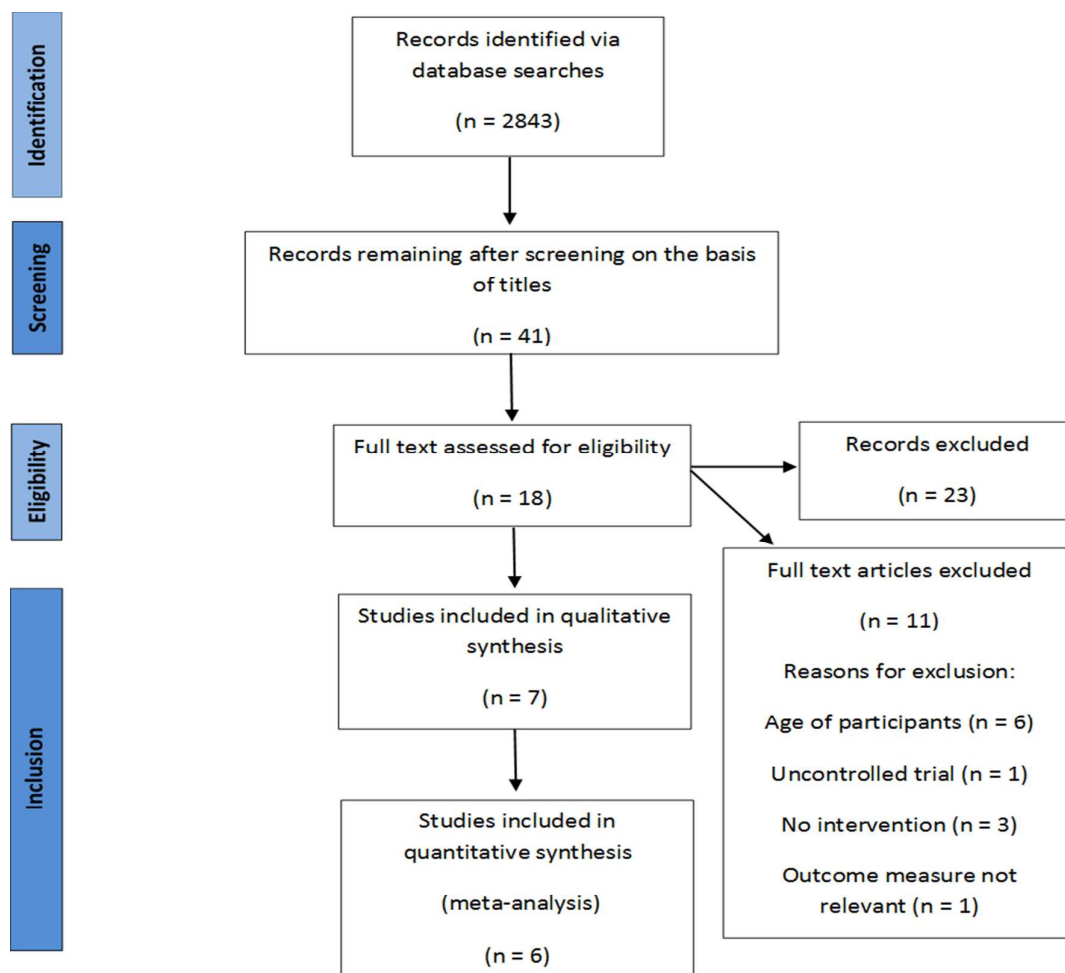 Identification
Records identified via
database searches
(n = 2843)
Screening
Records remaining after screening on the basis
of titles
(n = 41)
Eligibility
Full text assessed for eligibility
(n = 18)
Records excluded
(n = 23)
Full text articles excluded
(n = 11)
Reasons for exclusion:
Age of participants (n = 6)
Uncontrolled trial (n = 1)
No intervention (n = 3)
Outcome measure not
relevant (n = 1)
Inclusion
Studies included in qualitative
synthesis
(n = 7)
Studies included in
quantitative synthesis
(meta-analysis)
(n = 6)